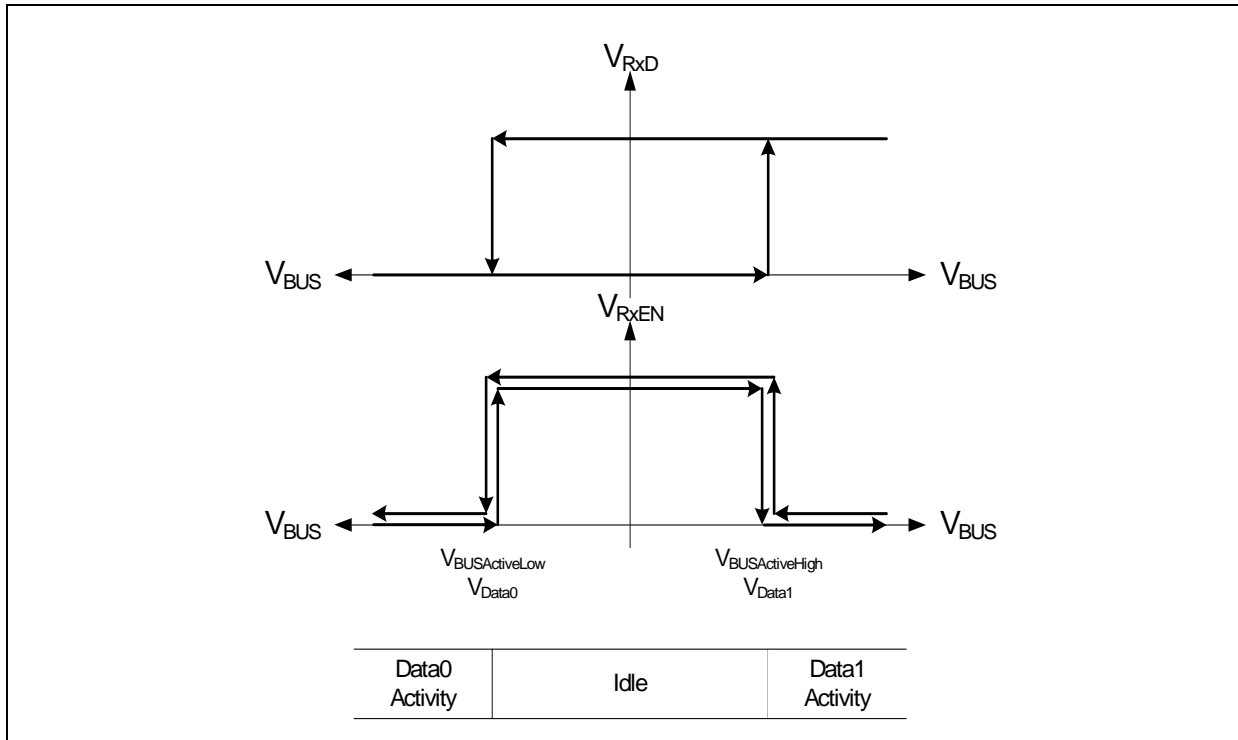 VRxD
VBUS
VBUS
VRxEN
VBUS
VBUS
VBUSActiveLow
VData0
VBUSActiveHigh
VData1
Data0
Activity
Idle
Data1
Activity